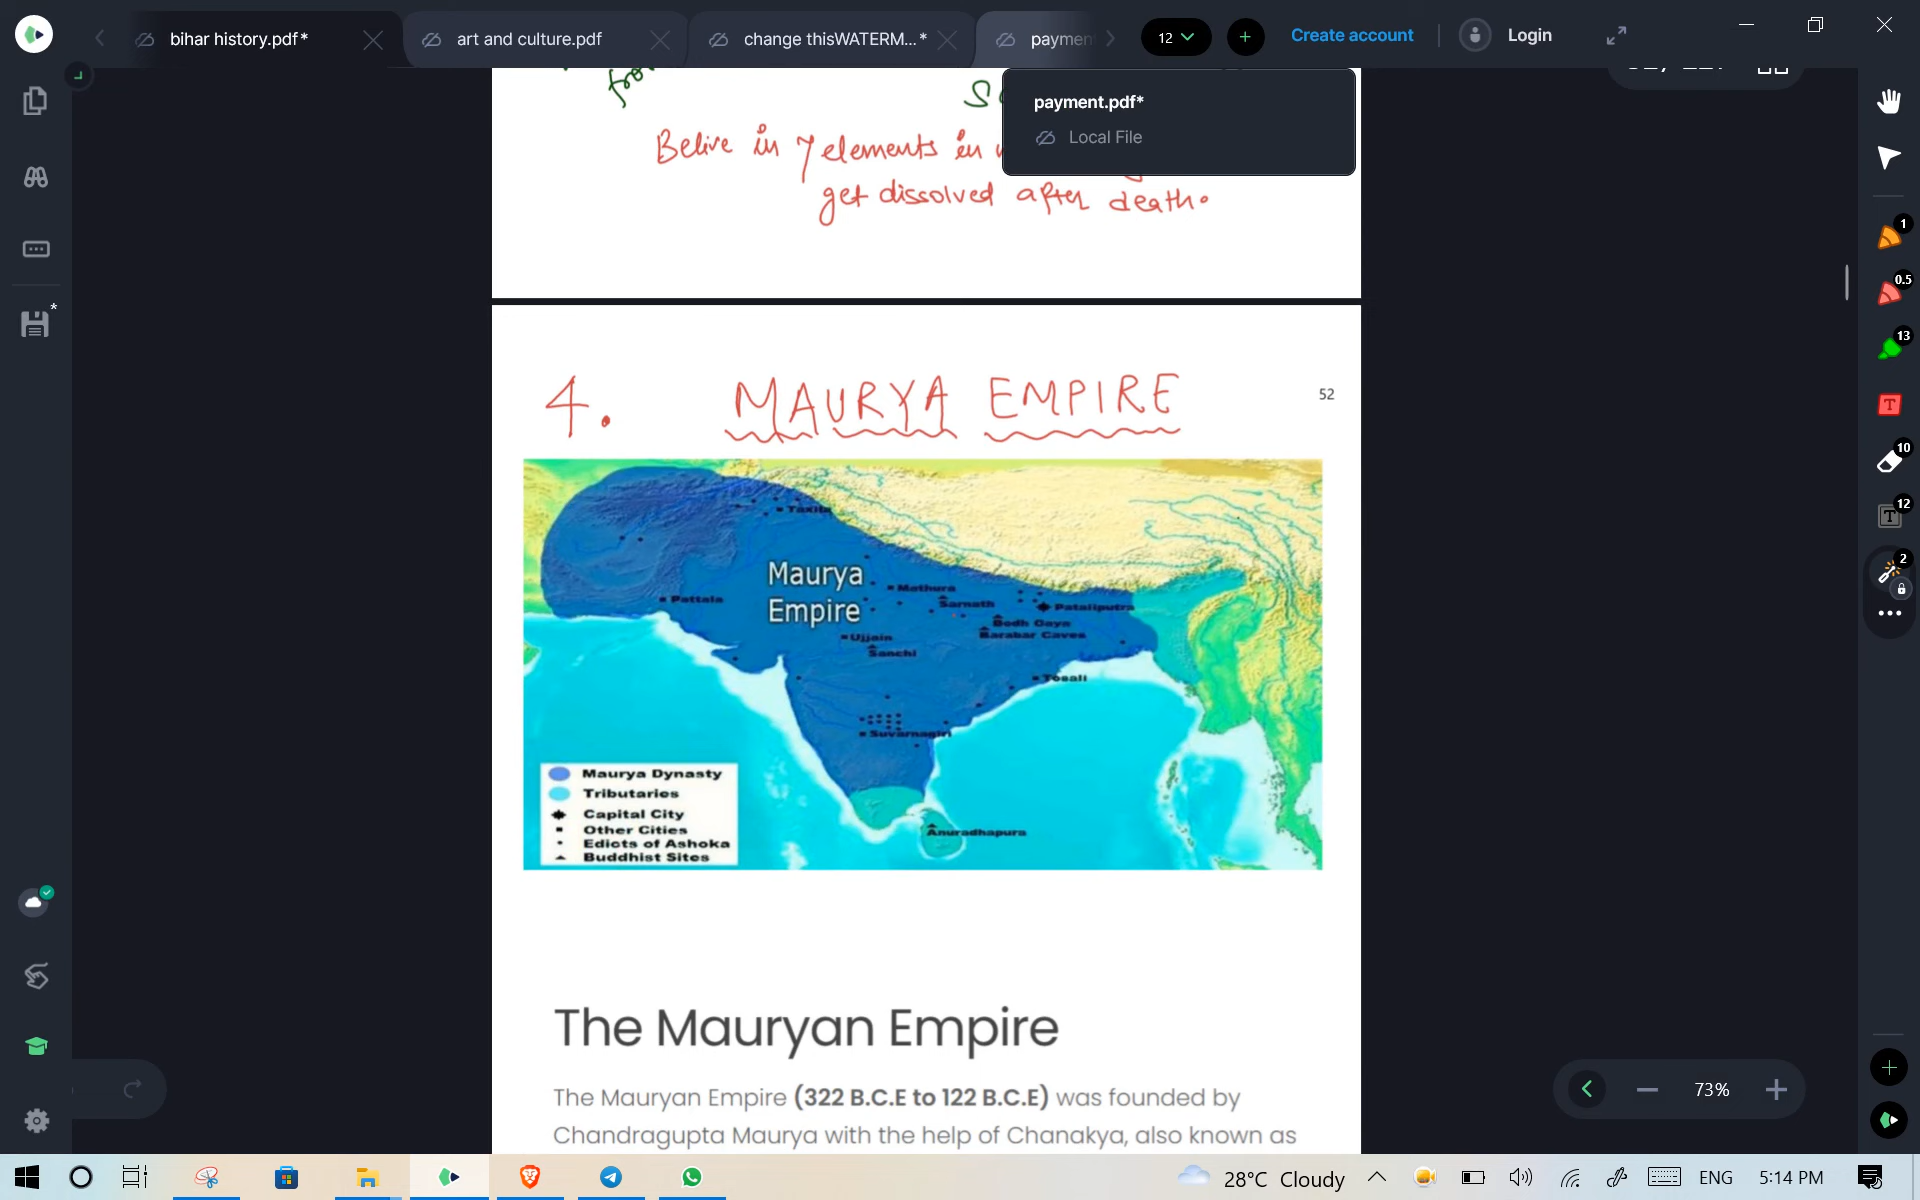 bihar history.pdf*
art and culture.pdf
change thisWATERM...*
paymen
12
Create account
Login
payment.pdf*
Local File
Belive in 7 elements in
get dissolved after death.
4. MAURYA EMPIRE
52
Taxila
Maurya
Empire
Mathura
Pattala
Sarnath
Pataliputra
Bodh Gaya
Barabar Caves
Ujjain
Sanchi
Tosali
Suvarnagiri
Anuradhapura
Maurya Dynasty
Tributaries
Capital City
Other Cities
Edicts of Ashoka
Buddhist Sites
The Mauryan Empire
The Mauryan Empire (322 B.C.E to 122 B.C.E) was founded by
Chandragupta Maurya with the help of Chanakya, also known as
1
0.5
13
T
10
12
T
2
73%
28°C Cloudy
ENG
5:14 PM